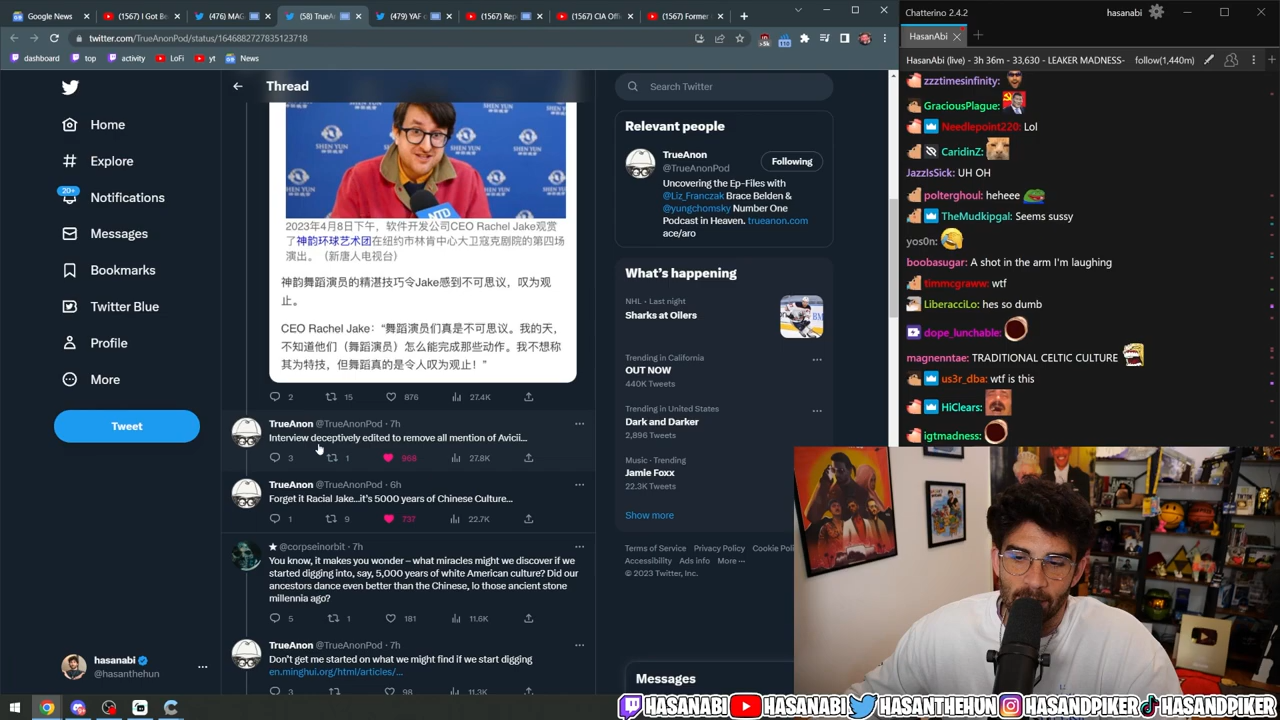 Google News
(1567) I Got Be
(476) MAG
(58) TrueAn
(479) YAF c
(1567) Rep
(1567) CIA Offi
(1567) Former
twitter.com/TrueAnonPod/status/1646882727835123718
dashboard
top
activity
LoFi
yt
News
Home
Explore
20+
Notifications
Messages
Bookmarks
Twitter Blue
Profile
More
Tweet
hasanabi
@hasanthehun
Thread
SHEN YUN
NTD
2023年4月8日下午，软件开发公司CEO Rachel Jake观赏
了神韵环球艺术团在纽约市林肯中心大卫寇克剧院的第四场
演出。（新唐人电视台）
神韵舞蹈演员的精湛技巧令Jake感到不可思议，叹为观
止。
CEO Rachel Jake：“舞蹈演员们真是不可思议。我的天，
不知道他们（舞蹈演员）怎么能完成那些动作。我不想称
其为特技，但舞蹈真的是令人叹为观止！”
2 15 876 27.4K
TrueAnon @TrueAnonPod · 7h
Interview deceptively edited to remove all mention of Avicii...
3 1 968 27.8K
TrueAnon @TrueAnonPod · 6h
Forget it Racial Jake...it's 5000 years of Chinese Culture...
1 9 737 22.7K
★ @corpseinorbit · 7h
You know, it makes you wonder – what miracles might we discover if we
started digging into, say, 5,000 years of white American culture? Did our
ancestors dance even better than the Chinese, lo those ancient stone
millennia ago?
5 1 181 11.6K
TrueAnon @TrueAnonPod · 7h
Don't get me started on what we might find if we start digging
en.minghui.org/html/articles/...
3 98 11.3K
Search Twitter
Relevant people
TrueAnon
@TrueAnonPod
Following
Uncovering the Ep-Files with
@Liz_Franczak Brace Belden &
@yungchomsky Number One
Podcast in Heaven. trueanon.com
ace/aro
What's happening
NHL · Last night
Sharks at Oilers
Trending in California
OUT NOW
440K Tweets
Trending in United States
Dark and Darker
2,896 Tweets
Music · Trending
Jamie Foxx
22.3K Tweets
Show more
Terms of Service Privacy Policy Cookie Poli
Accessibility Ads info More ···
© 2023 Twitter, Inc.
Messages
Chatterino 2.4.2
hasanabi
HasanAbi
HasanAbi (live) - 3h 36m - 33,630 - LEAKER MADNESS-
follow(1,440m)
zzztimesinfinity:
GraciousPlague:
Needlepoint220: Lol
CaridinZ:
JazzIsSick: UH OH
polterghoul: heheee
TheMudkipgal: Seems sussy
yos0n:
boobasugar: A shot in the arm I'm laughing
timmcgraww: wtf
LiberacciLo: hes so dumb
dope_lunchable:
magnenntae: TRADITIONAL CELTIC CULTURE
us3r_dba: wtf is this
HiClears:
igtmadness:
HASANABI HASANABI HASANTHEHUN HASANDPIKER HASANDPIKER